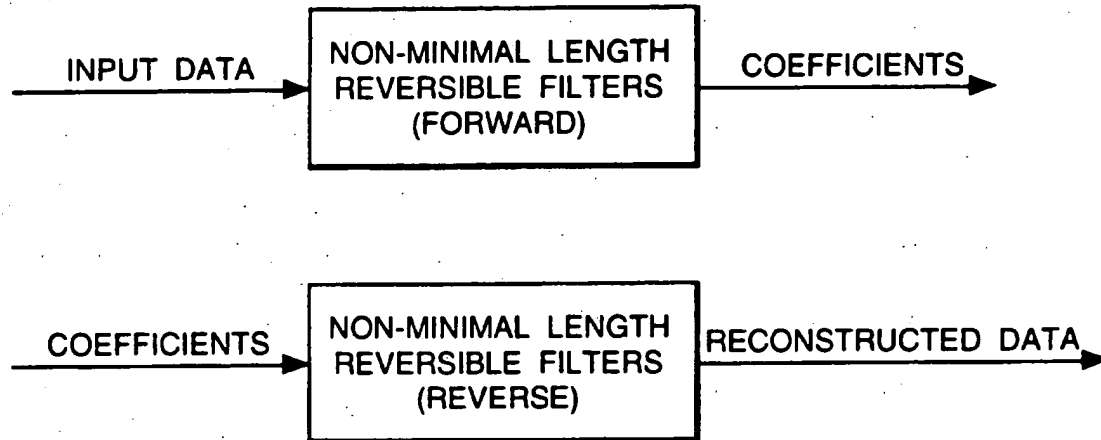 INPUT DATA
NON-MINIMAL LENGTH
REVERSIBLE FILTERS
(FORWARD)
COEFFICIENTS
COEFFICIENTS
NON-MINIMAL LENGTH
REVERSIBLE FILTERS
(REVERSE)
RECONSTRUCTED DATA